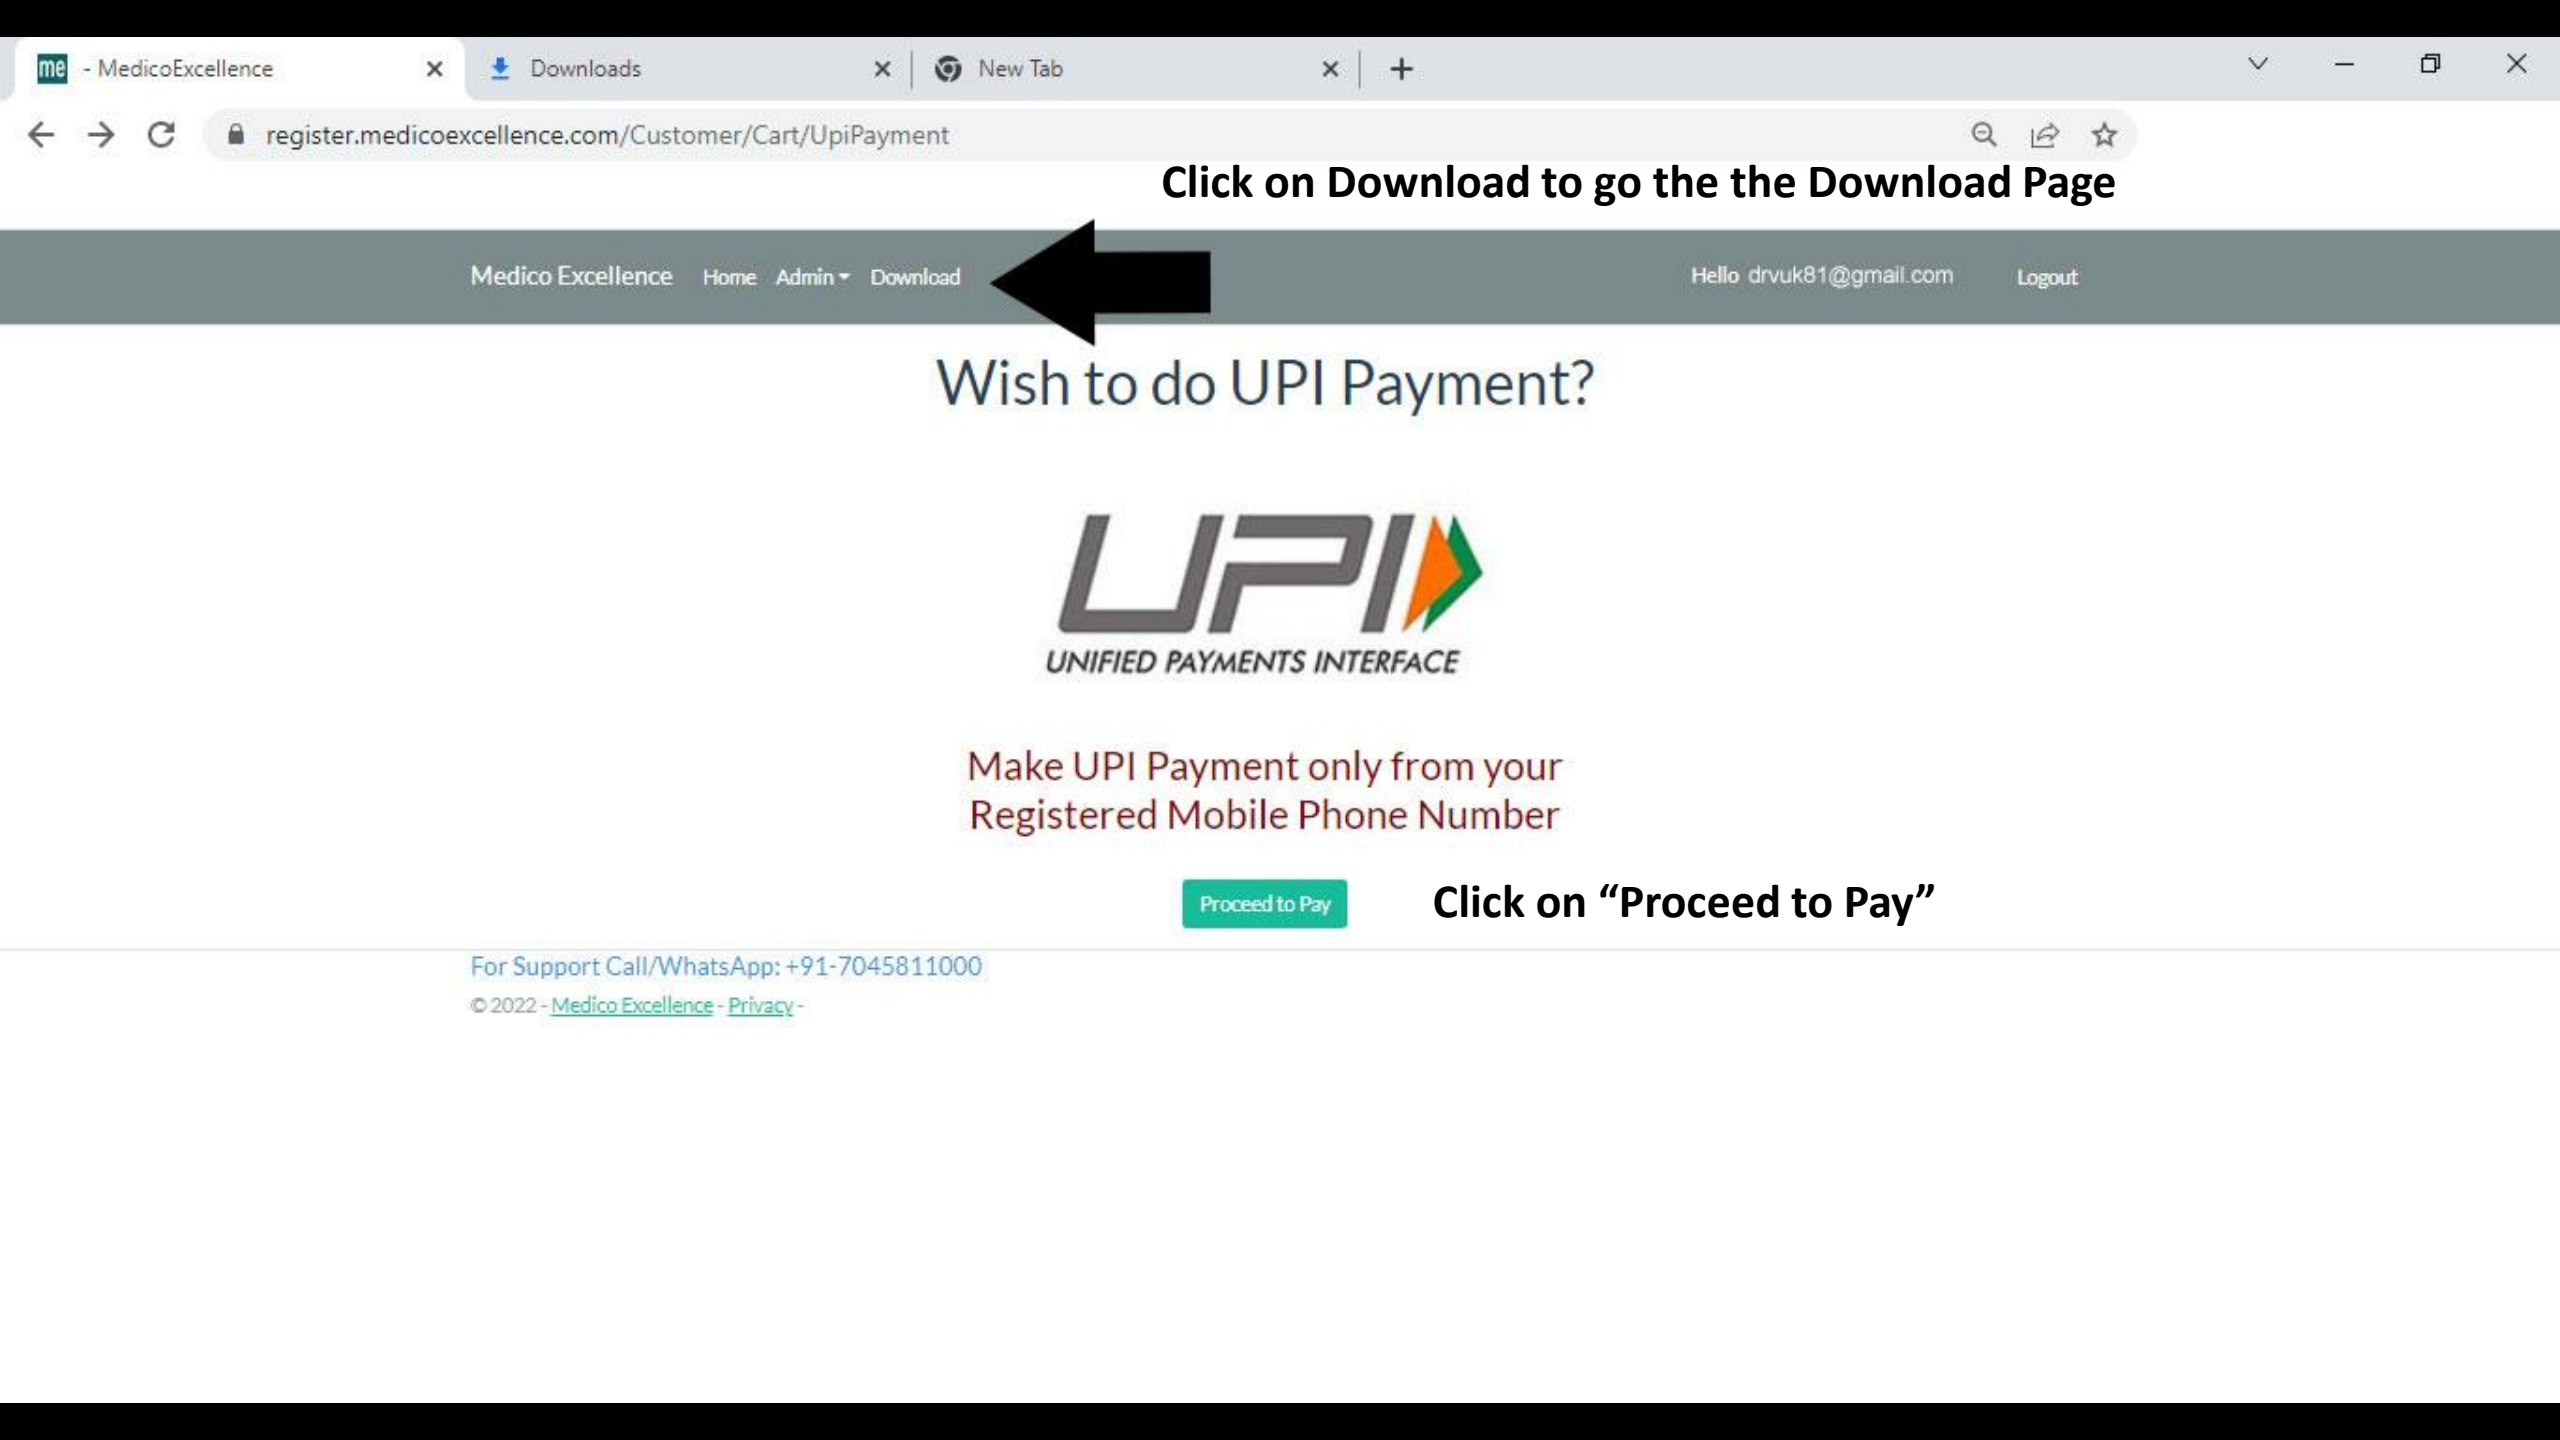 me - MedicoExcellence
Downloads
New Tab
register.medicoexcellence.com/Customer/Cart/UpiPayment
Click on Download to go the the Download Page
Medico Excellence Home Admin Download
Hello drvuk81@gmail.com Logout
Wish to do UPI Payment?
UPI
UNIFIED PAYMENTS INTERFACE
Make UPI Payment only from your
Registered Mobile Phone Number
Proceed to Pay
Click on “Proceed to Pay”
For Support Call/WhatsApp: +91-7045811000
© 2022 - Medico Excellence - Privacy -